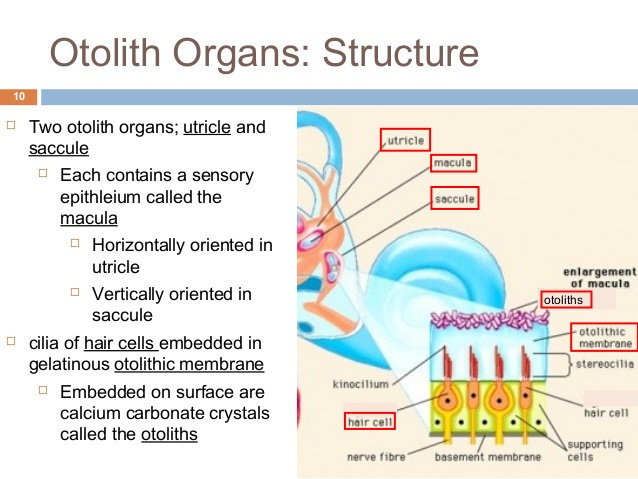 Otolith Organs: Structure
10
Two otolith organs; utricle and
saccule
Each contains a sensory
epithleium called the
macula
Horizontally oriented in
utricle
Vertically oriented in
saccule
cilia of hair cells embedded in
gelatinous otolithic membrane
Embedded on surface are
calcium carbonate crystals
called the otoliths
utricle
macula
saccule
enlargement
of macula
otoliths
otolithic
membrane
stereocilia
kinocilium
hair cell
hair cell
supporting
cells
nerve fibre
basement membrane